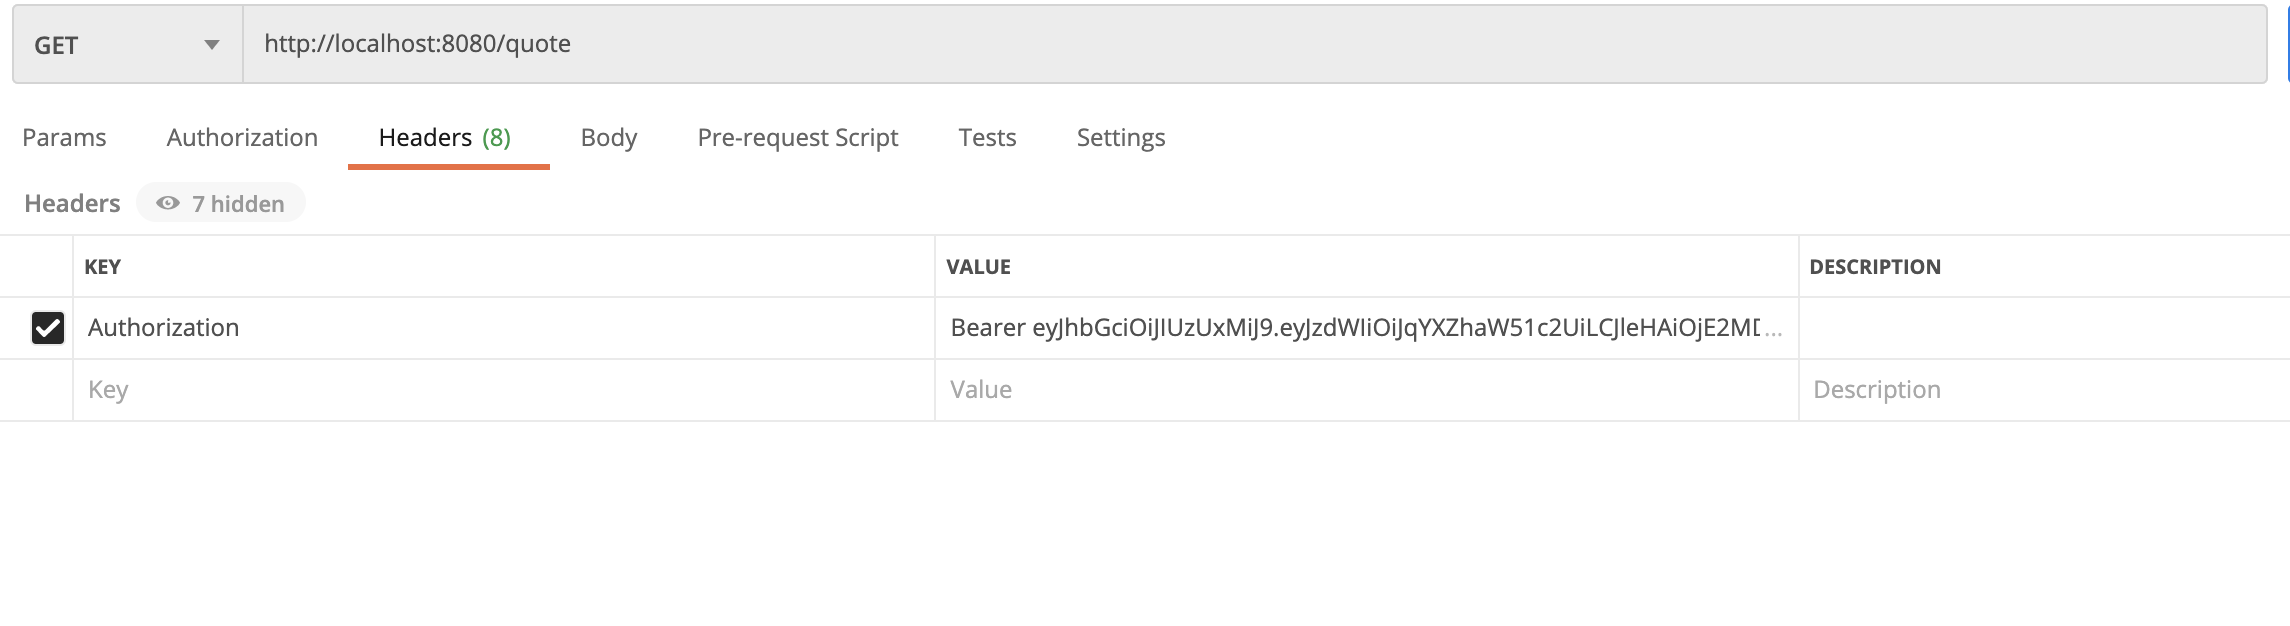 GET http://localhost:8080/quote
Params Authorization Headers (8) Body Pre-request Script Tests Settings
Headers 7 hidden
KEY VALUE DESCRIPTION
Authorization Bearer eyJhbGciOiJIUzUxMiJ9.eyJzdWIiOiJqYXZhaW51c2UiLCJleHAiOjE2MD...
Key Value Description